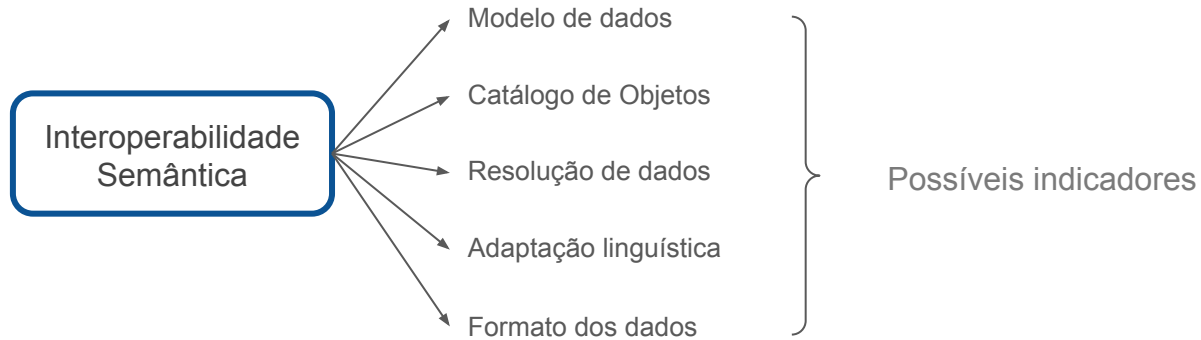 Interoperabilidade
Semântica
Modelo de dados
Catálogo de Objetos
Resolução de dados
Adaptação linguística
Formato dos dados
Possíveis indicadores